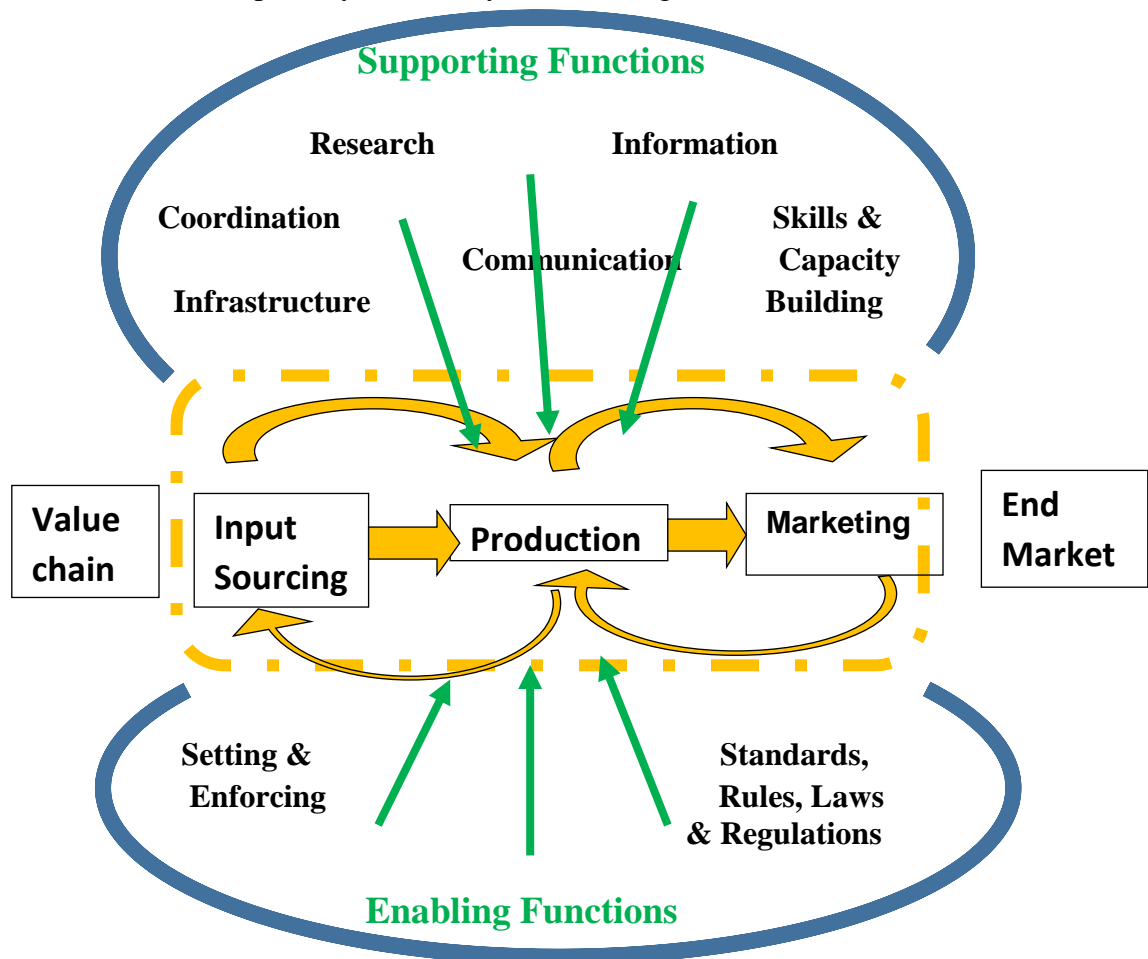 Supporting Functions
Research
Information
Coordination
Skills &
Capacity
Building
Communication
Infrastructure
Value
chain
Input
Sourcing
Production
Marketing
End
Market
Setting &
Enforcing
Standards,
Rules, Laws
& Regulations
Enabling Functions